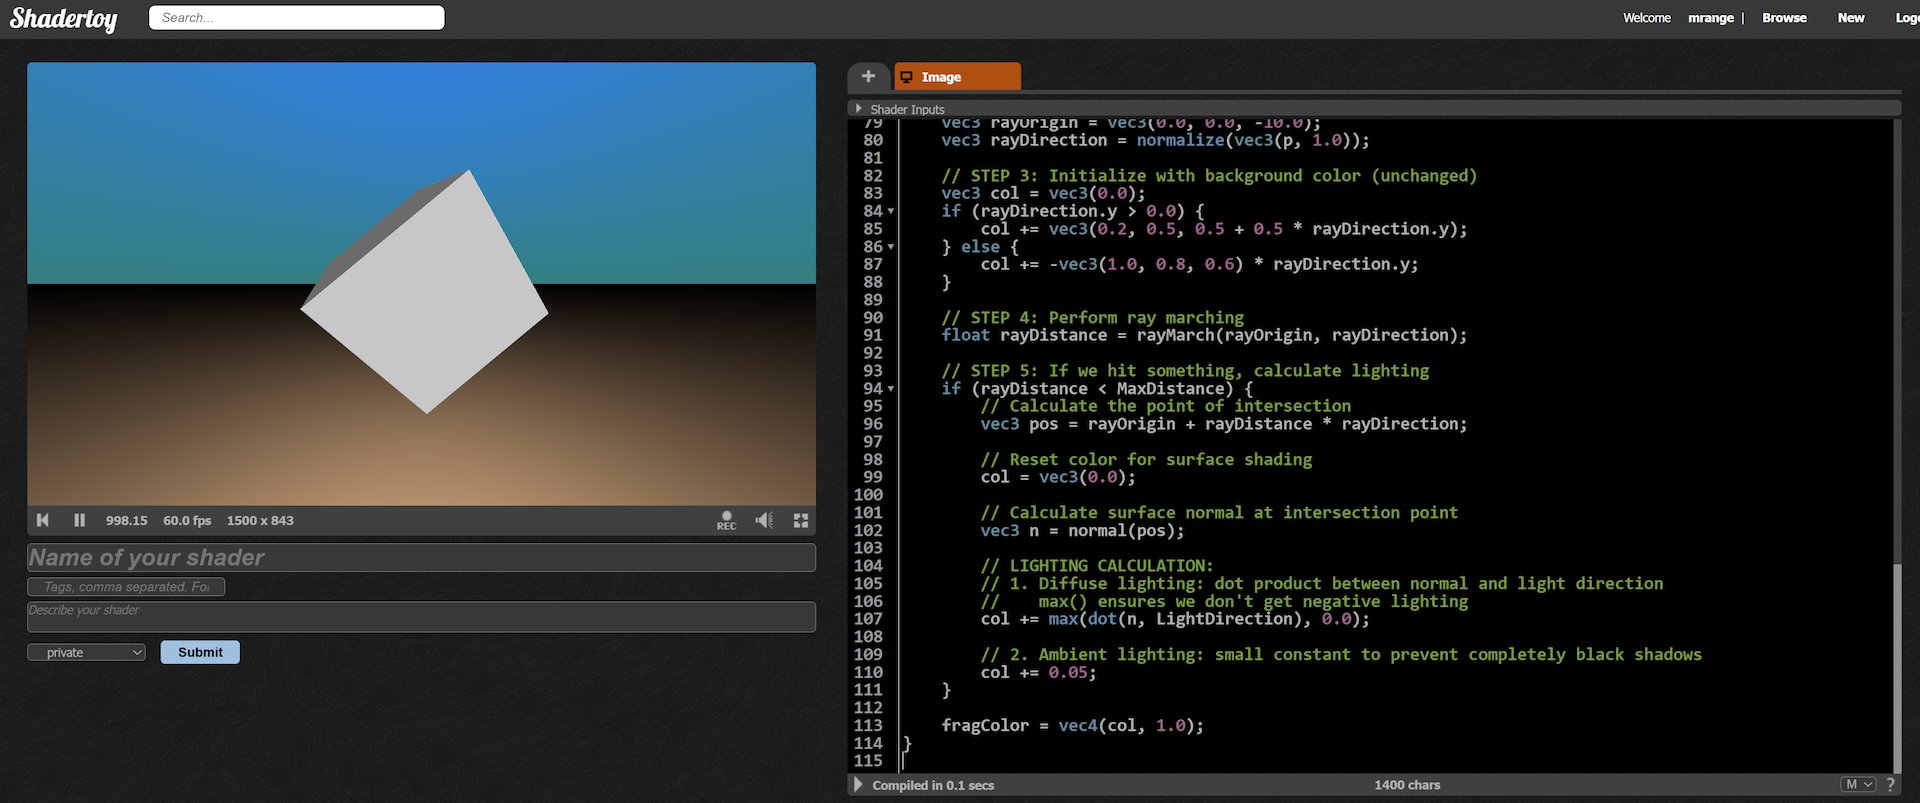 Shadertoy
Search...
Welcome mrange | Browse New Logo
998.15 60.0 fps 1500 x 843
REC
Name of your shader
Tags, comma separated. For
Describe your shader
private
Submit
+ Image
Shader Inputs
79 vec3 rayOrigin = vec3(0.0, 0.0, -10.0);
80 vec3 rayDirection = normalize(vec3(p, 1.0));
81
82 // STEP 3: Initialize with background color (unchanged)
83 vec3 col = vec3(0.0);
84 if (rayDirection.y > 0.0) {
85 col += vec3(0.2, 0.5, 0.5 + 0.5 * rayDirection.y);
86 } else {
87 col += -vec3(1.0, 0.8, 0.6) * rayDirection.y;
88 }
89
90 // STEP 4: Perform ray marching
91 float rayDistance = rayMarch(rayOrigin, rayDirection);
92
93 // STEP 5: If we hit something, calculate lighting
94 if (rayDistance < MaxDistance) {
95 // Calculate the point of intersection
96 vec3 pos = rayOrigin + rayDistance * rayDirection;
97
98 // Reset color for surface shading
99 col = vec3(0.0);
100
101 // Calculate surface normal at intersection point
102 vec3 n = normal(pos);
103
104 // LIGHTING CALCULATION:
105 // 1. Diffuse lighting: dot product between normal and light direction
106 // max() ensures we don't get negative lighting
107 col += max(dot(n, LightDirection), 0.0);
108
109 // 2. Ambient lighting: small constant to prevent completely black shadows
110 col += 0.05;
111 }
112
113 fragColor = vec4(col, 1.0);
114 }
115
Compiled in 0.1 secs 1400 chars M ?